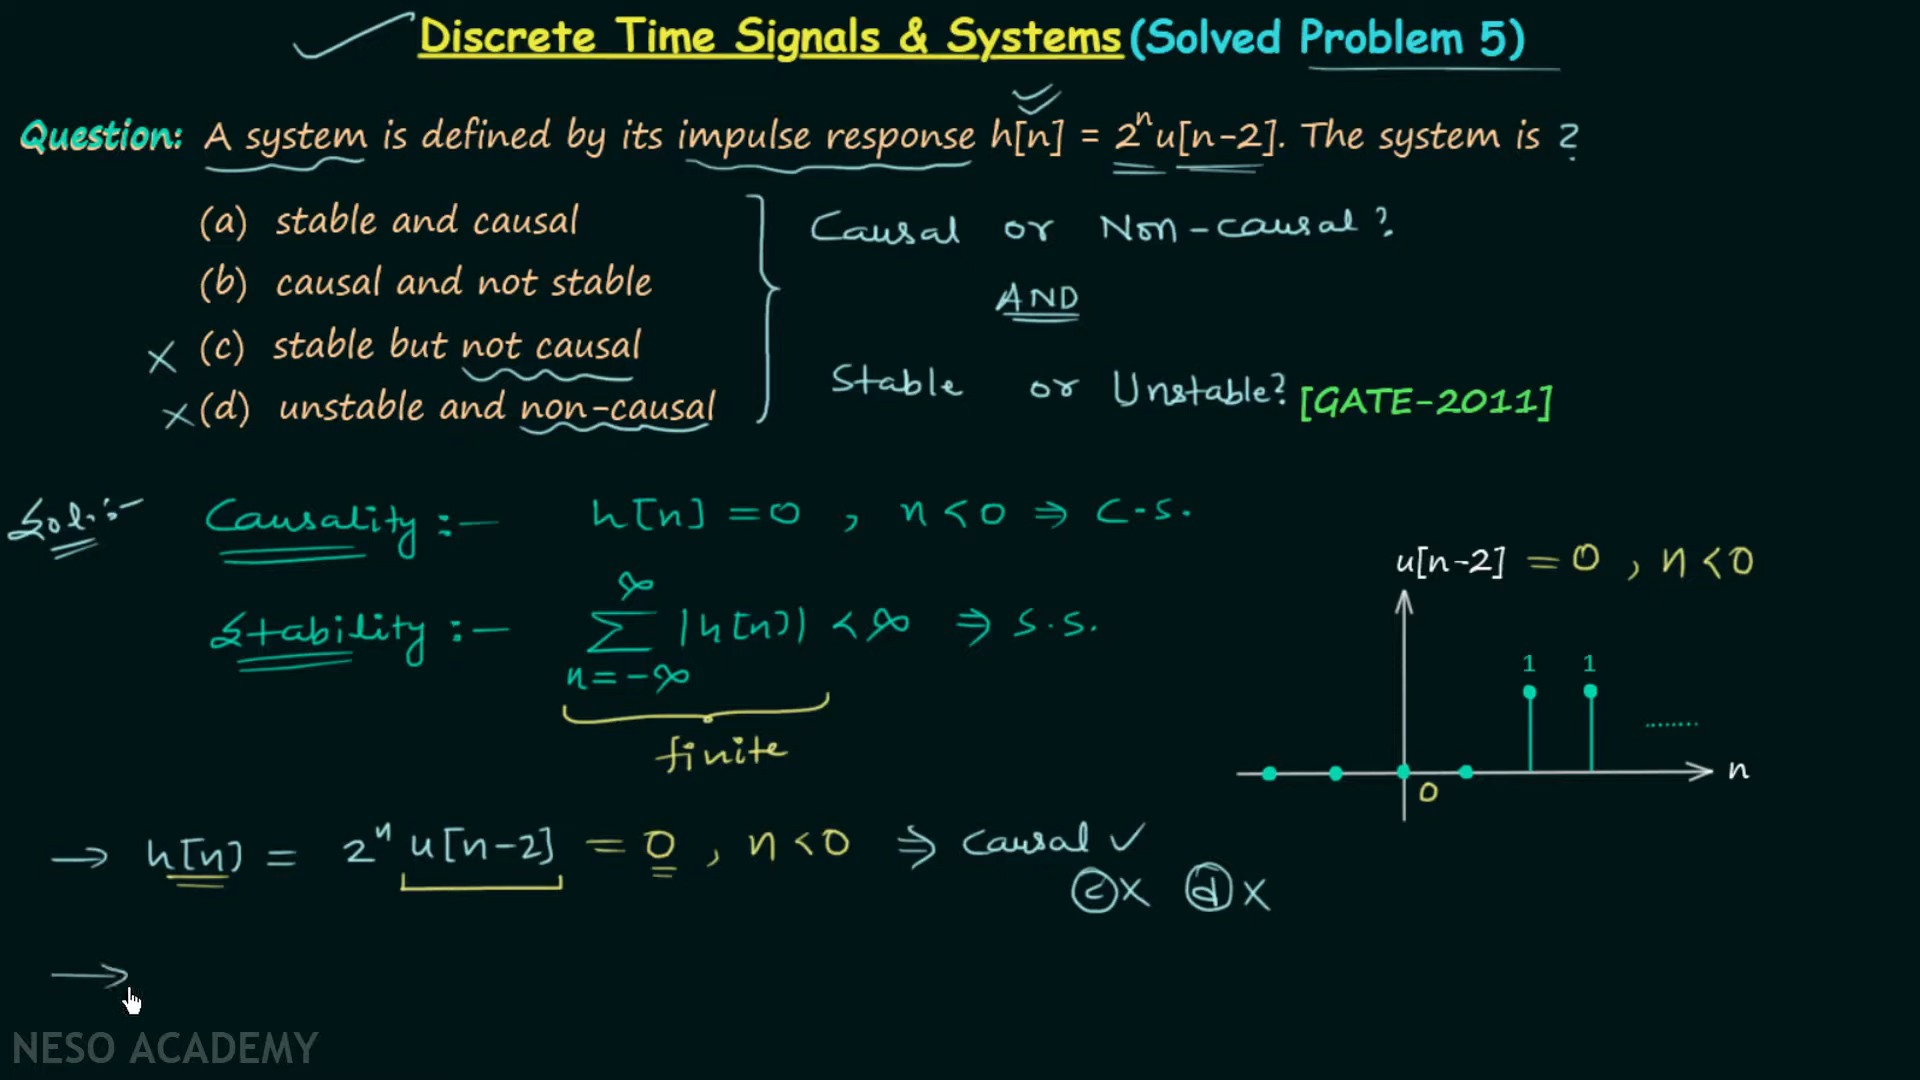 Discrete Time Signals & Systems (Solved Problem 5)
Question: A system is defined by its impulse response h[n] = 2ⁿu[n-2]. The system is ?
(a) stable and causal
(b) causal and not stable
x (c) stable but not causal
x (d) unstable and non-causal
Causal or Non-causal?
AND
Stable or Unstable? [GATE-2011]
Sol:-
Causality :- h[n] = 0 , n < 0 ⇒ C.S.
Stability :- ∞ Σ n = -∞ |h[n]| < ∞ ⇒ S.S.
finite
u[n-2] = 0 , n < 0
1 1
........
n
0
→ h[n] = 2ⁿ u[n-2] = 0 , n < 0 ⇒ Causal ✓
ⓒ x ⓓ x
→
NESO ACADEMY